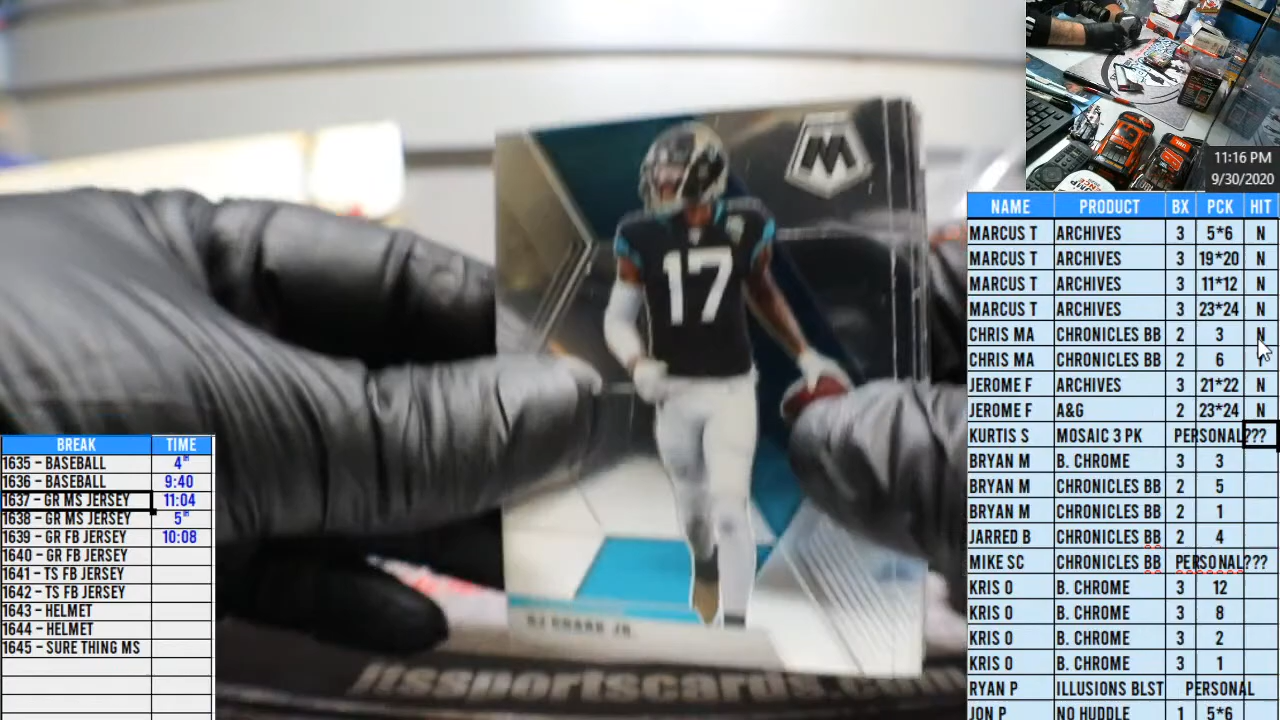 11:16 PM
9/30/2020
NAME PRODUCT BX PCK HIT
MARCUS T ARCHIVES 3 5*6 N
MARCUS T ARCHIVES 3 19*20 N
MARCUS T ARCHIVES 3 11*12 N
MARCUS T ARCHIVES 3 23*24 N
CHRIS MA CHRONICLES BB 2 3 N
CHRIS MA CHRONICLES BB 2 6
JEROME F ARCHIVES 3 21*22 N
JEROME F A&G 2 23*24 N
KURTIS S MOSAIC 3 PK PERSONAL???
BRYAN M B. CHROME 3 3
BRYAN M CHRONICLES BB 2 5
BRYAN M CHRONICLES BB 2 1
JARRED B CHRONICLES BB 2 4
MIKE SC CHRONICLES BB PERSONAL???
KRIS O B. CHROME 3 12
KRIS O B. CHROME 3 8
KRIS O B. CHROME 3 2
KRIS O B. CHROME 3 1
RYAN P ILLUSIONS BLST PERSONAL
JON P NO HUDDLE 1 5*6
BREAK TIME
1635 – BASEBALL 4TH
1636 – BASEBALL 9:40
1637 – GR MS JERSEY 11:04
1638 – GR MS JERSEY 5TH
1639 – GR FB JERSEY 10:08
1640 – GR FB JERSEY
1641 – TS FB JERSEY
1642 – TS FB JERSEY
1643 – HELMET
1644 – HELMET
1645 – SURE THING MS
M
17
DJ CHARK JR.
jtssportscards.com